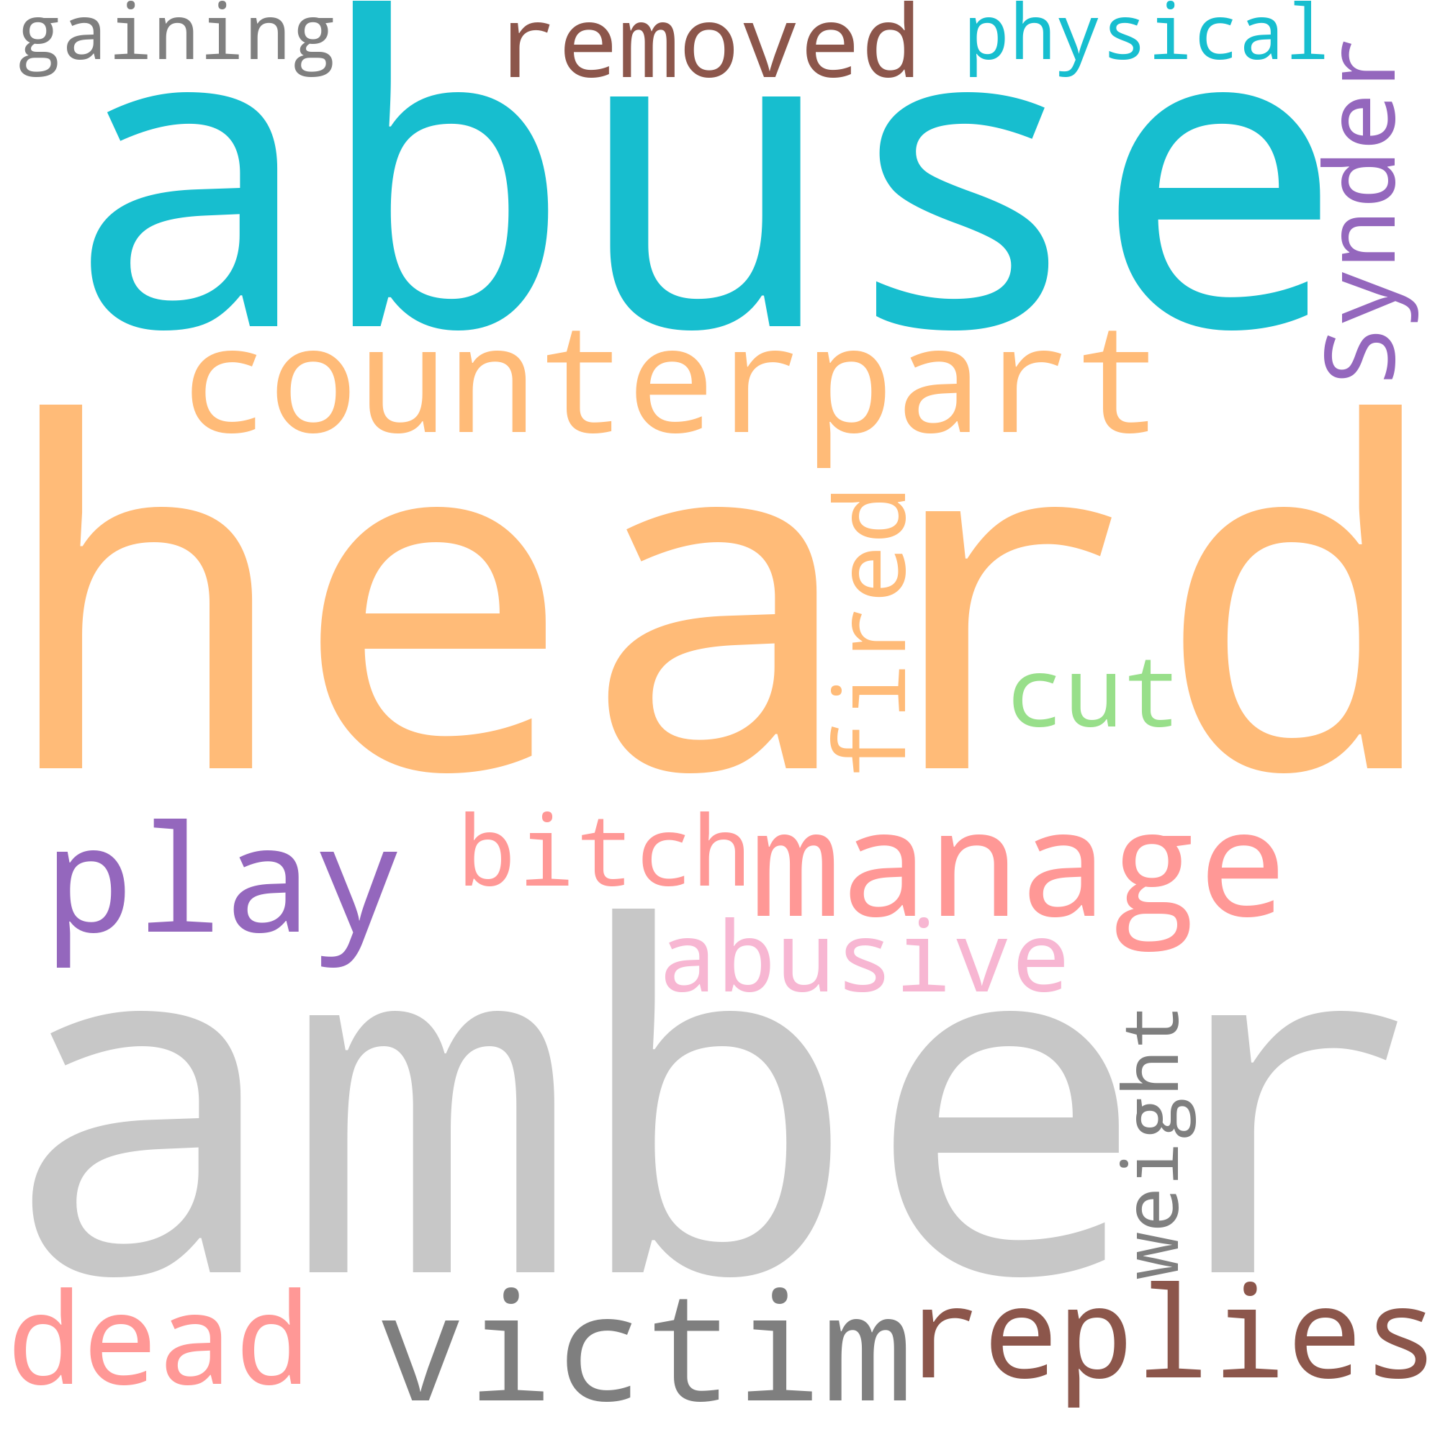 gaining
removed
physical
abuse
Synder
counterpart
heard
fired
cut
play
bitch
manage
abusive
amber
weight
dead
victim
replies